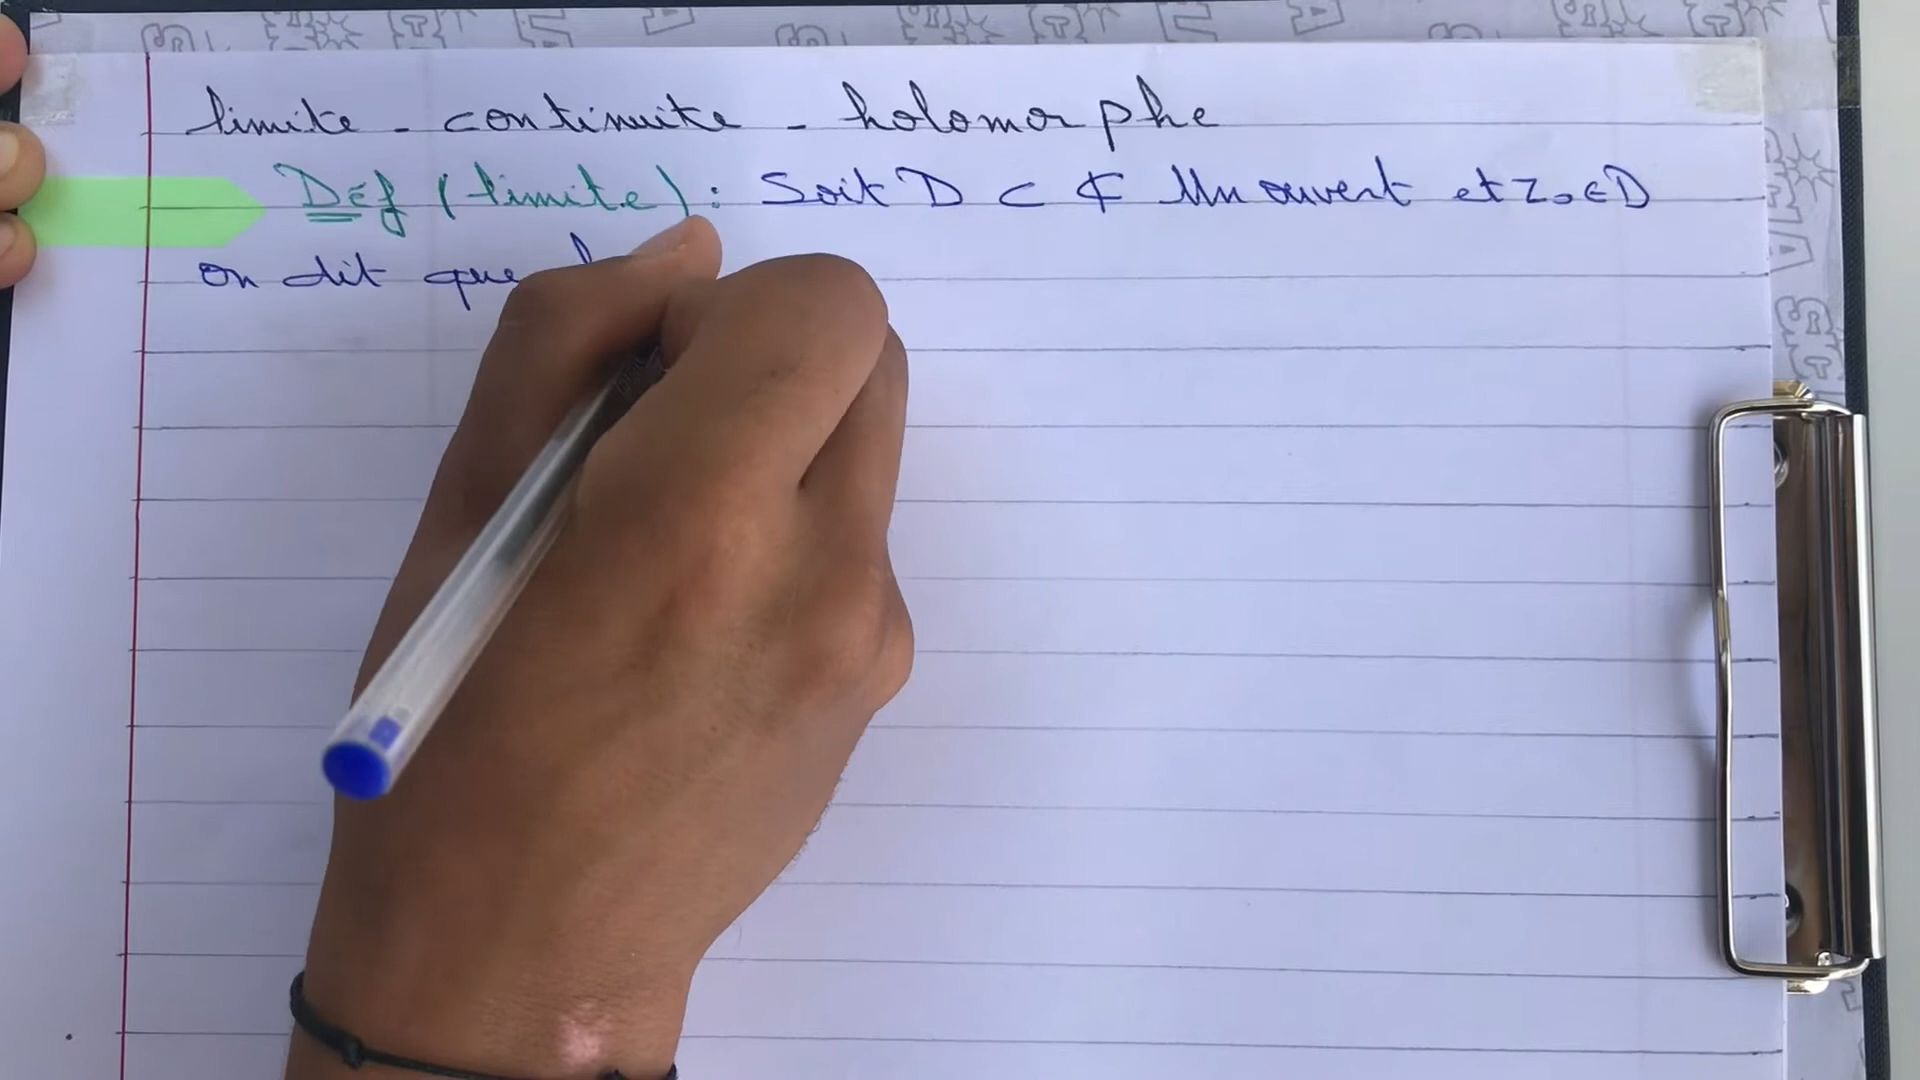 limite - continuite - holomorphe
Déf (limite) : Soit D ⊂ ℂ Un ouvert et z₀ ∈ D
on dit que